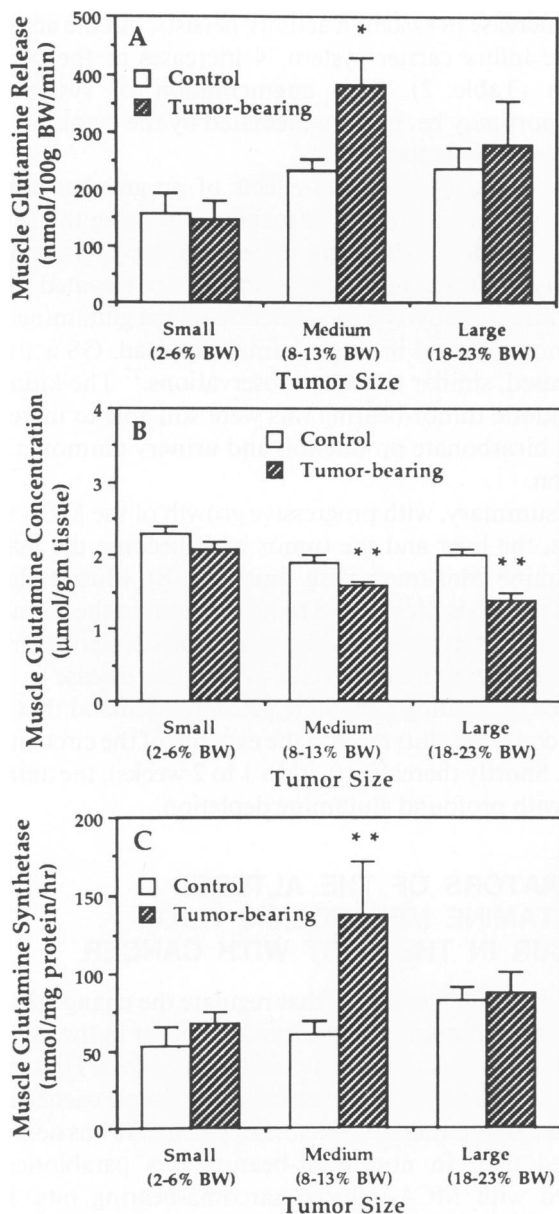 Muscle Glutamine Release
(nmol/100g BW/min)
A
*
500
400
300
200
100
0
Control
Tumor-bearing
Small Medium Large
(2-6% BW) (8-13% BW) (18-23% BW)
Tumor Size
Muscle Glutamine Concentration
(μmol/gm tissue)
B
4
3
2
1
0
Control
Tumor-bearing
**
**
Small Medium Large
(2-6% BW) (8-13% BW) (18-23% BW)
Tumor Size
Muscle Glutamine Synthetase
(nmol/mg protein/hr)
C
**
200
150
100
50
0
Control
Tumor-bearing
Small Medium Large
(2-6% BW) (8-13% BW) (18-23% BW)
Tumor Size